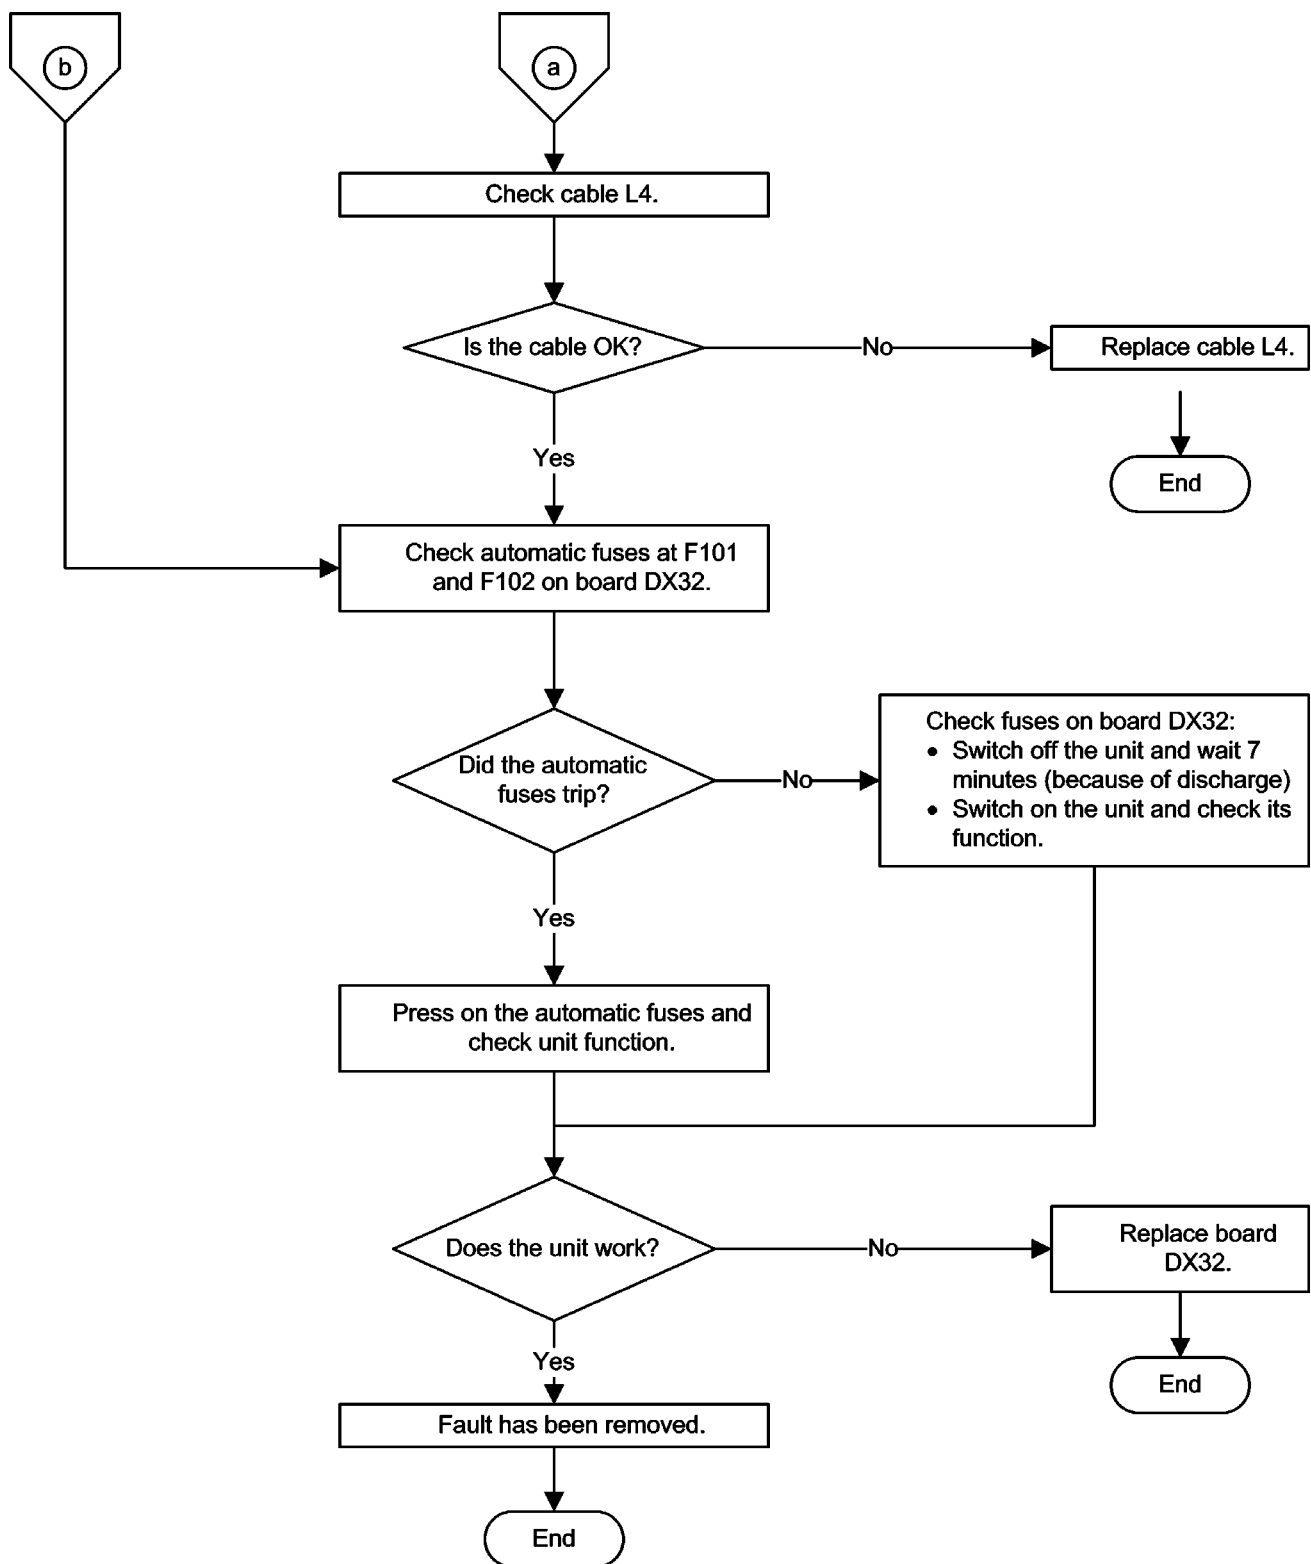 b
a
Check cable L4.
Is the cable OK?
No
Replace cable L4.
Yes
End
Check automatic fuses at F101
and F102 on board DX32.
Did the automatic
fuses trip?
No
Check fuses on board DX32:
• Switch off the unit and wait 7
minutes (because of discharge)
• Switch on the unit and check its
function.
Yes
Press on the automatic fuses and
check unit function.
Does the unit work?
No
Replace board
DX32.
Yes
End
Fault has been removed.
End